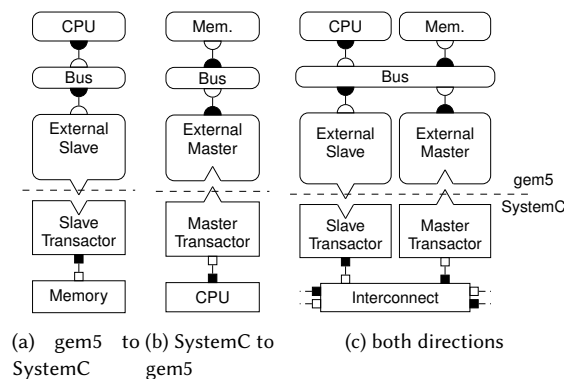 CPU
Bus
External
Slave
Slave
Transactor
Memory
(a) gem5 to
SystemC
Mem.
Bus
External
Master
Master
Transactor
CPU
(b) SystemC to
gem5
CPU
Mem.
Bus
External
Slave
External
Master
gem5
SystemC
Slave
Transactor
Master
Transactor
Interconnect
(c) both directions